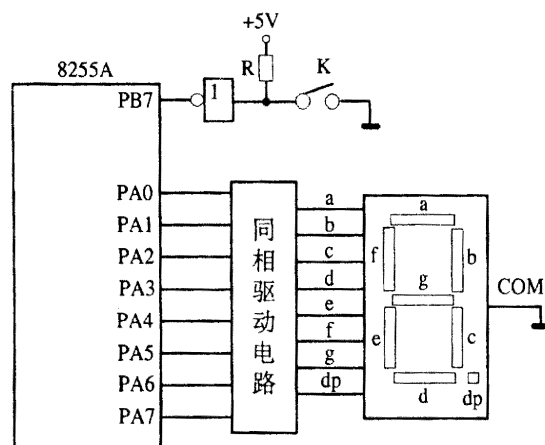 +5V
8255A
R
K
PB7
1
PA0
PA1
PA2
PA3
PA4
PA5
PA6
PA7
同相驱动电路
a
b
c
d
e
f
g
dp
a
f
b
g
e
c
d
dp
COM